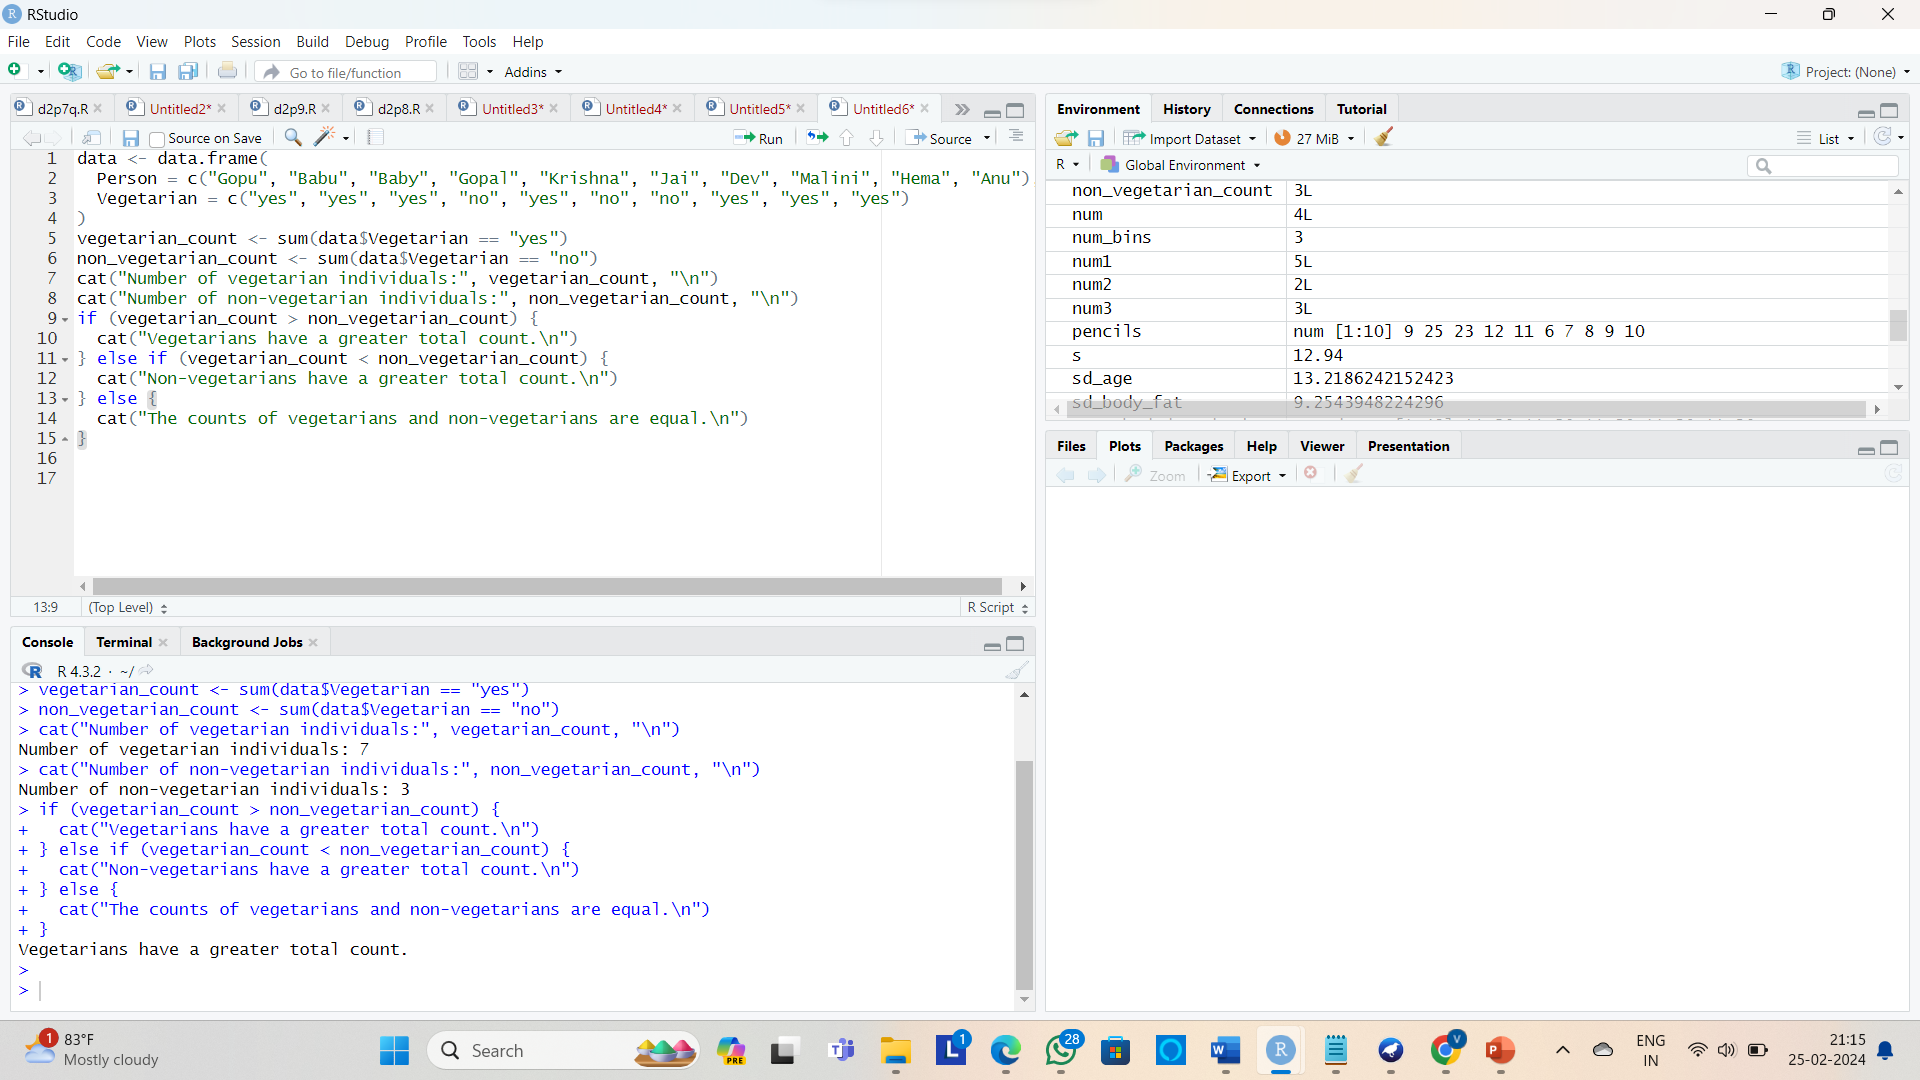 RStudio
File Edit Code View Plots Session Build Debug Profile Tools Help
Go to file/function Addins Project: (None)
d2p7q.R Untitled2* d2p9.R d2p8.R Untitled3* Untitled4* Untitled5* Untitled6*
Source on Save Run Source
1 data <- data.frame(
2   Person = c("Gopu", "Babu", "Baby", "Gopal", "Krishna", "Jai", "Dev", "Malini", "Hema", "Anu")
3   Vegetarian = c("yes", "yes", "yes", "no", "yes", "no", "no", "yes", "yes", "yes")
4 )
5 vegetarian_count <- sum(data$Vegetarian == "yes")
6 non_vegetarian_count <- sum(data$Vegetarian == "no")
7 cat("Number of vegetarian individuals:", vegetarian_count, "\n")
8 cat("Number of non-vegetarian individuals:", non_vegetarian_count, "\n")
9 if (vegetarian_count > non_vegetarian_count) {
10   cat("Vegetarians have a greater total count.\n")
11 } else if (vegetarian_count < non_vegetarian_count) {
12   cat("Non-vegetarians have a greater total count.\n")
13 } else {
14   cat("The counts of vegetarians and non-vegetarians are equal.\n")
15 }
16
17
13:9 (Top Level) R Script
Console Terminal Background Jobs
R R 4.3.2 · ~/
> vegetarian_count <- sum(data$Vegetarian == "yes")
> non_vegetarian_count <- sum(data$Vegetarian == "no")
> cat("Number of vegetarian individuals:", vegetarian_count, "\n")
Number of vegetarian individuals: 7
> cat("Number of non-vegetarian individuals:", non_vegetarian_count, "\n")
Number of non-vegetarian individuals: 3
> if (vegetarian_count > non_vegetarian_count) {
+   cat("Vegetarians have a greater total count.\n")
+ } else if (vegetarian_count < non_vegetarian_count) {
+   cat("Non-vegetarians have a greater total count.\n")
+ } else {
+   cat("The counts of vegetarians and non-vegetarians are equal.\n")
+ }
Vegetarians have a greater total count.
>
>
Environment History Connections Tutorial
Import Dataset 27 MiB List
R Global Environment
non_vegetarian_count 3L
num 4L
num_bins 3
num1 5L
num2 2L
num3 3L
pencils num [1:10] 9 25 23 12 11 6 7 8 9 10
s 12.94
sd_age 13.2186242152423
sd_body_fat 9.2543948224296
Files Plots Packages Help Viewer Presentation
Zoom Export
1 83°F
Mostly cloudy
Search
PRE
L 1
28
W
R
V
P
ENG
IN
21:15
25-02-2024